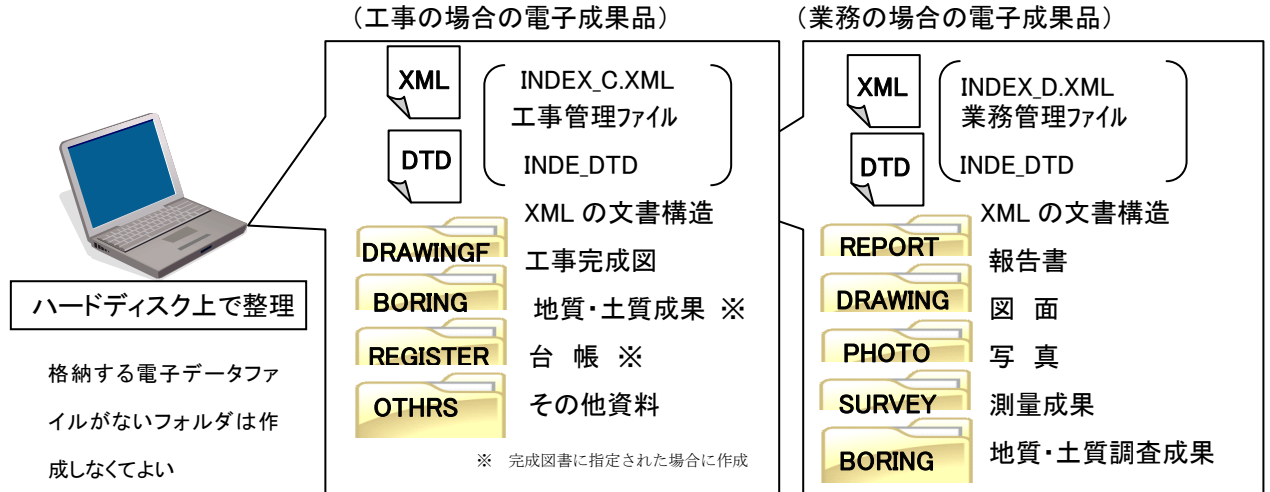 （工事の場合の電子成果品）
XML
INDEX_C.XML
工事管理ファイル
DTD
INDE_DTD
XML の文書構造
DRAWINGF
工事完成図
BORING
地質・土質成果 ※
REGISTER
台 帳 ※
OTHRS
その他資料
※ 完成図書に指定された場合に作成
（業務の場合の電子成果品）
XML
INDEX_D.XML
業務管理ファイル
DTD
INDE_DTD
XML の文書構造
REPORT
報告書
DRAWING
図 面
PHOTO
写 真
SURVEY
測量成果
BORING
地質・土質調査成果
ハードディスク上で整理
格納する電子データファ
イルがないフォルダは作
成しなくてよい